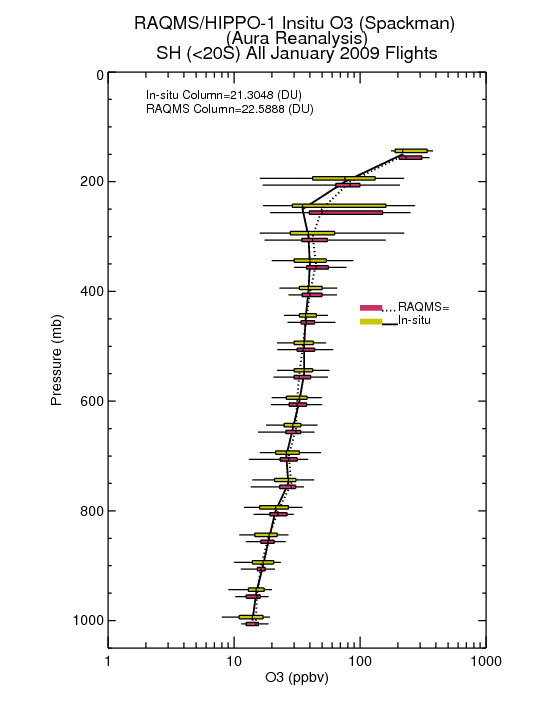 RAQMS/HIPPO-1 Insitu O3 (Spackman)
(Aura Reanalysis)
SH (<20S) All January 2009 Flights
In-situ Column=21.3048 (DU)
RAQMS Column=22.5888 (DU)
0
200
400
600
800
1000
Pressure (mb)
RAQMS=
In-situ
1
10
100
1000
O3 (ppbv)